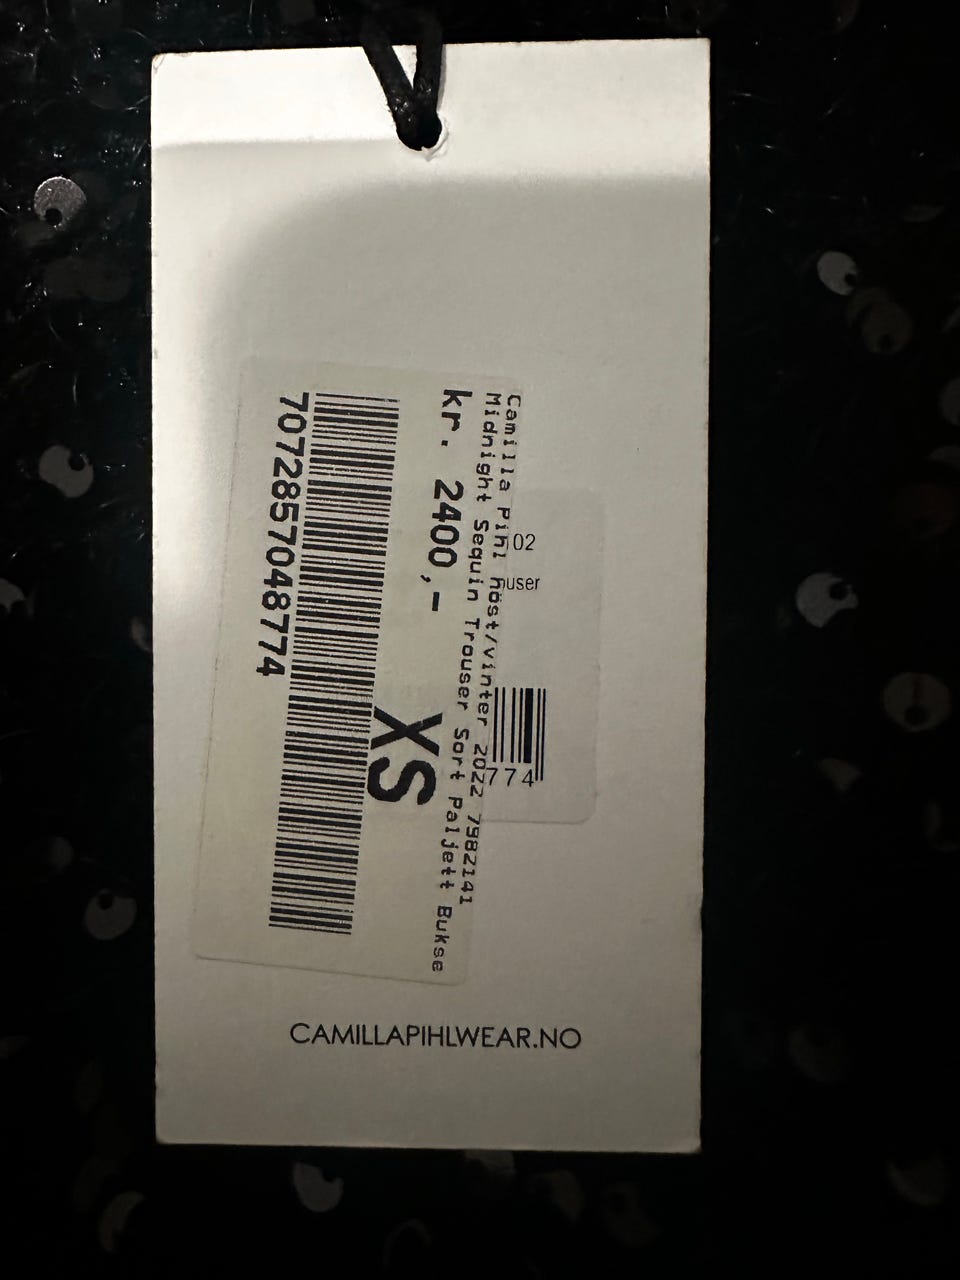 Camilla Pihl høst/vinter 2022 7982141
Midnight Sequin Trouser Sort Paljett Bukse
kr. 2400,-
XS
7072857048774
02
user
774
CAMILLAPIHLWEAR.NO